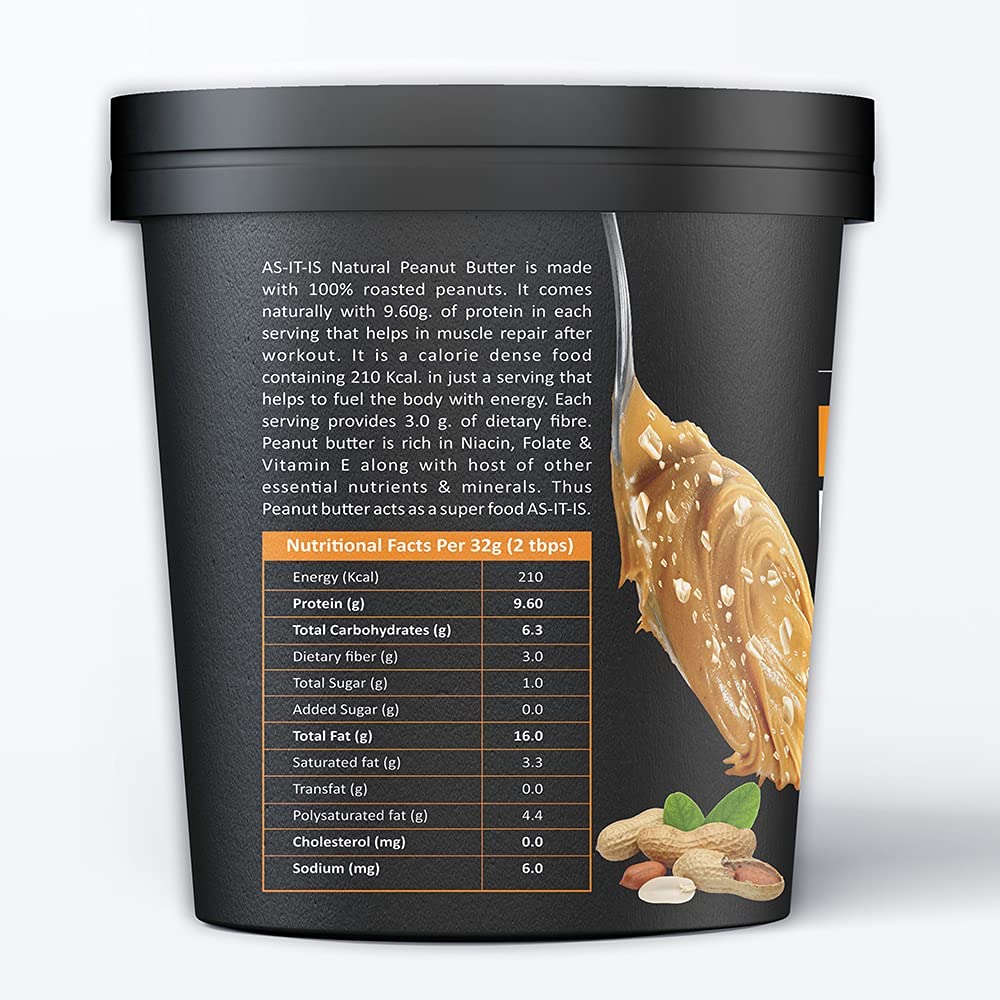 AS-IT-IS Natural Peanut Butter is made
with 100% roasted peanuts. It comes
naturally with 9.60g. of protein in each
serving that helps in muscle repair after
workout. It is a calorie dense food
containing 210 Kcal. in just a serving that
helps to fuel the body with energy. Each
serving provides 3.0 g. of dietary fibre.
Peanut butter is rich in Niacin, Folate &
Vitamin E along with host of other
essential nutrients & minerals. Thus
Peanut butter acts as a super food AS-IT-IS.
Nutritional Facts Per 32g (2 tbps)
Energy (Kcal) 210
Protein (g) 9.60
Total Carbohydrates (g) 6.3
Dietary fiber (g) 3.0
Total Sugar (g) 1.0
Added Sugar (g) 0.0
Total Fat (g) 16.0
Saturated fat (g) 3.3
Transfat (g) 0.0
Polysaturated fat (g) 4.4
Cholesterol (mg) 0.0
Sodium (mg) 6.0